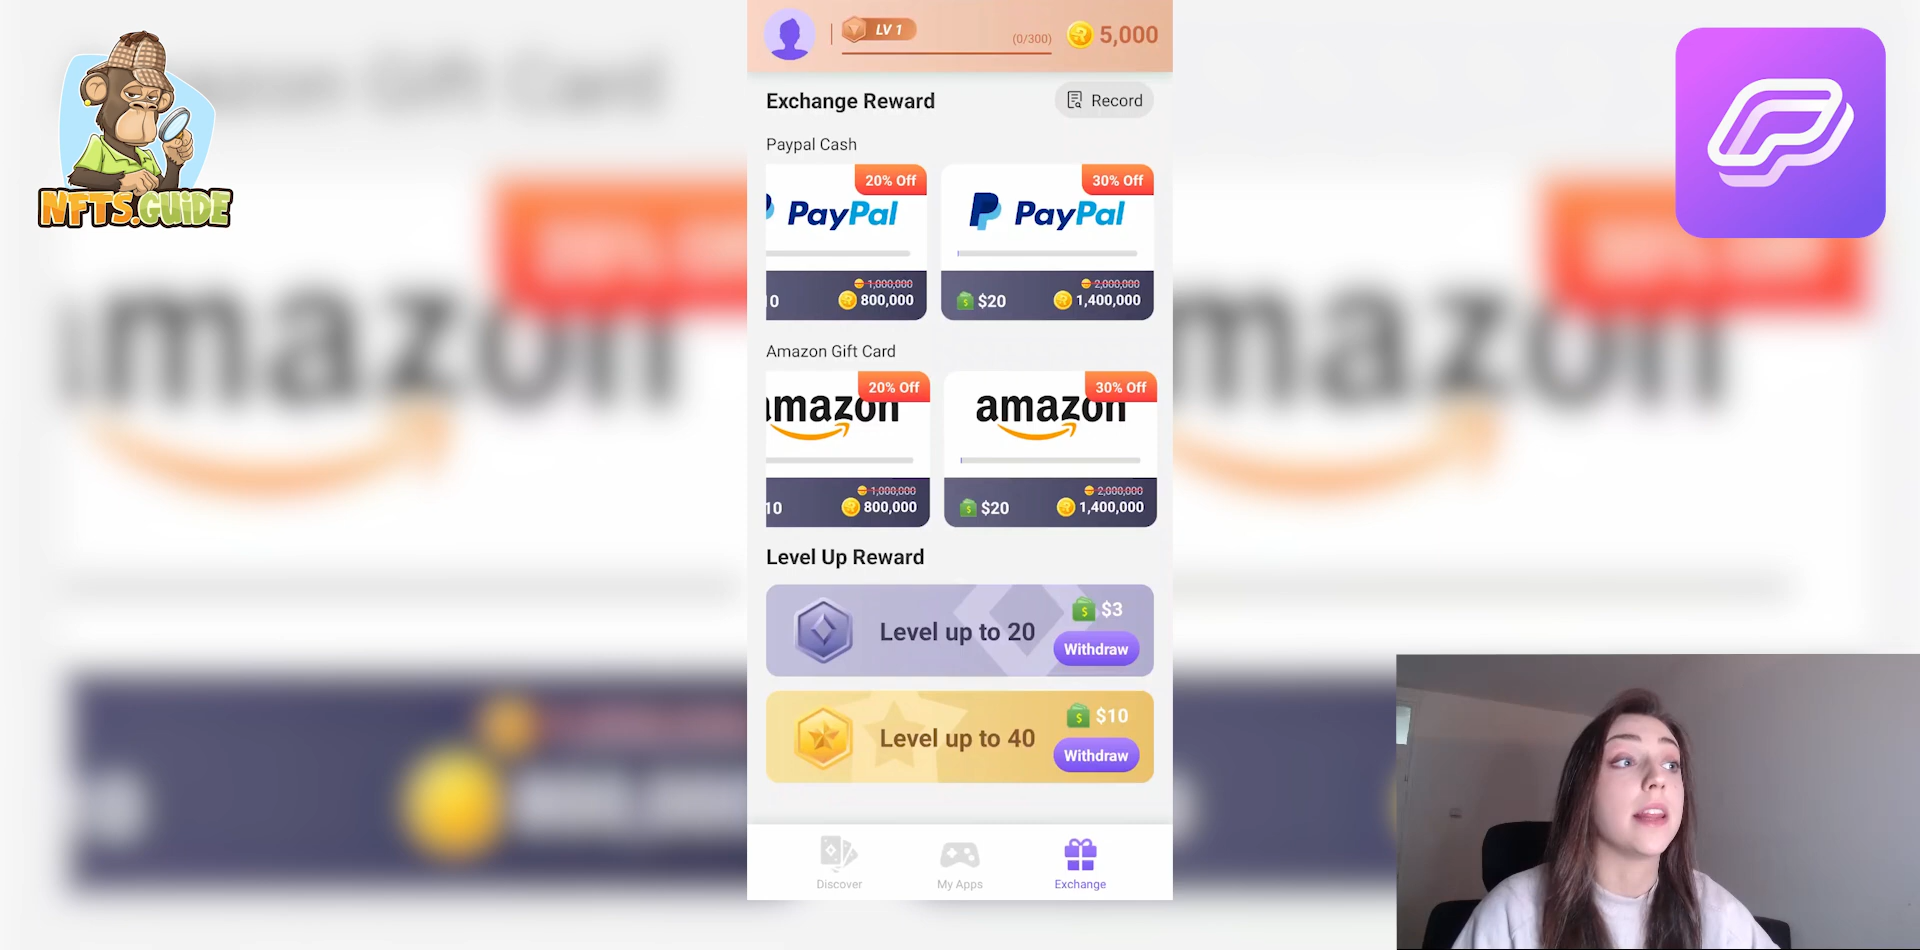 NFTS.GUIDE
LV 1
(0/300)
5,000
Exchange Reward
Record
Paypal Cash
20% Off
PayPal
1,000,000
0
800,000
30% Off
PayPal
2,000,000
$20
1,400,000
Amazon Gift Card
20% Off
amazon
1,000,000
10
800,000
30% Off
amazon
2,000,000
$20
1,400,000
Level Up Reward
Level up to 20
$3
Withdraw
Level up to 40
$10
Withdraw
Discover
My Apps
Exchange